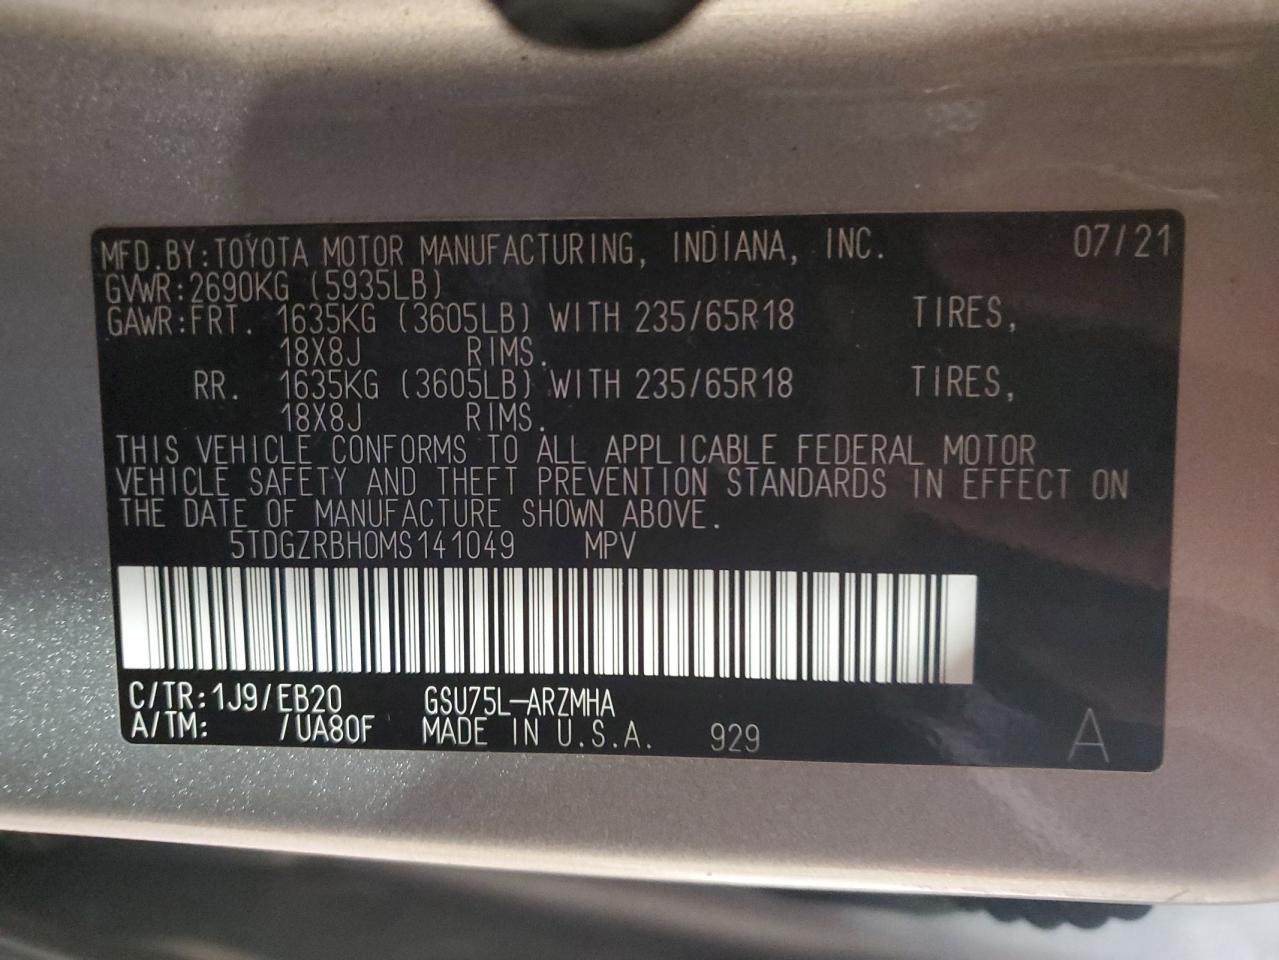 MFD.BY:TOYOTA MOTOR MANUFACTURING, INDIANA, INC. 07/21
GVWR:2690KG (5935LB)
GAWR:FRT. 1635KG (3605LB) WITH 235/65R18 TIRES,
18X8J RIMS.
RR. 1635KG (3605LB) WITH 235/65R18 TIRES,
18X8J RIMS.
THIS VEHICLE CONFORMS TO ALL APPLICABLE FEDERAL MOTOR
VEHICLE SAFETY AND THEFT PREVENTION STANDARDS IN EFFECT ON
THE DATE OF MANUFACTURE SHOWN ABOVE.
5TDGZRBH0MS141049 MPV
C/TR:1J9/EB20 GSU75L-ARZMHA
A/TM: /UA80F MADE IN U.S.A. 929 A